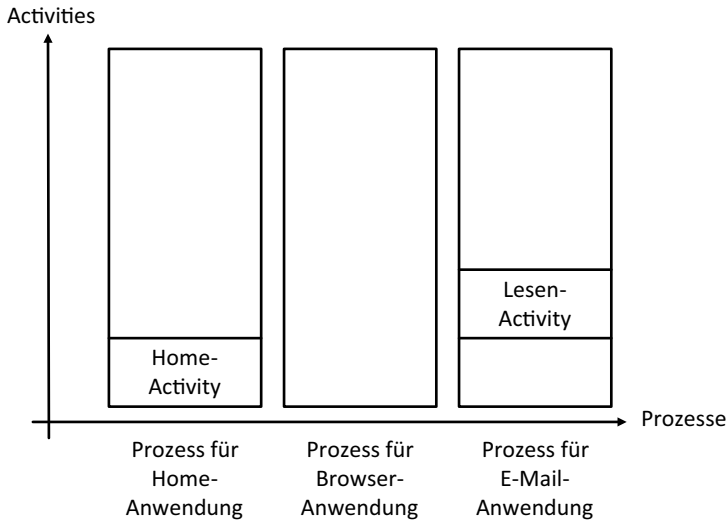 Activities
Lesen-
Activity
Home-
Activity
Prozesse
Prozess für
Home-
Anwendung
Prozess für
Browser-
Anwendung
Prozess für
E-Mail-
Anwendung